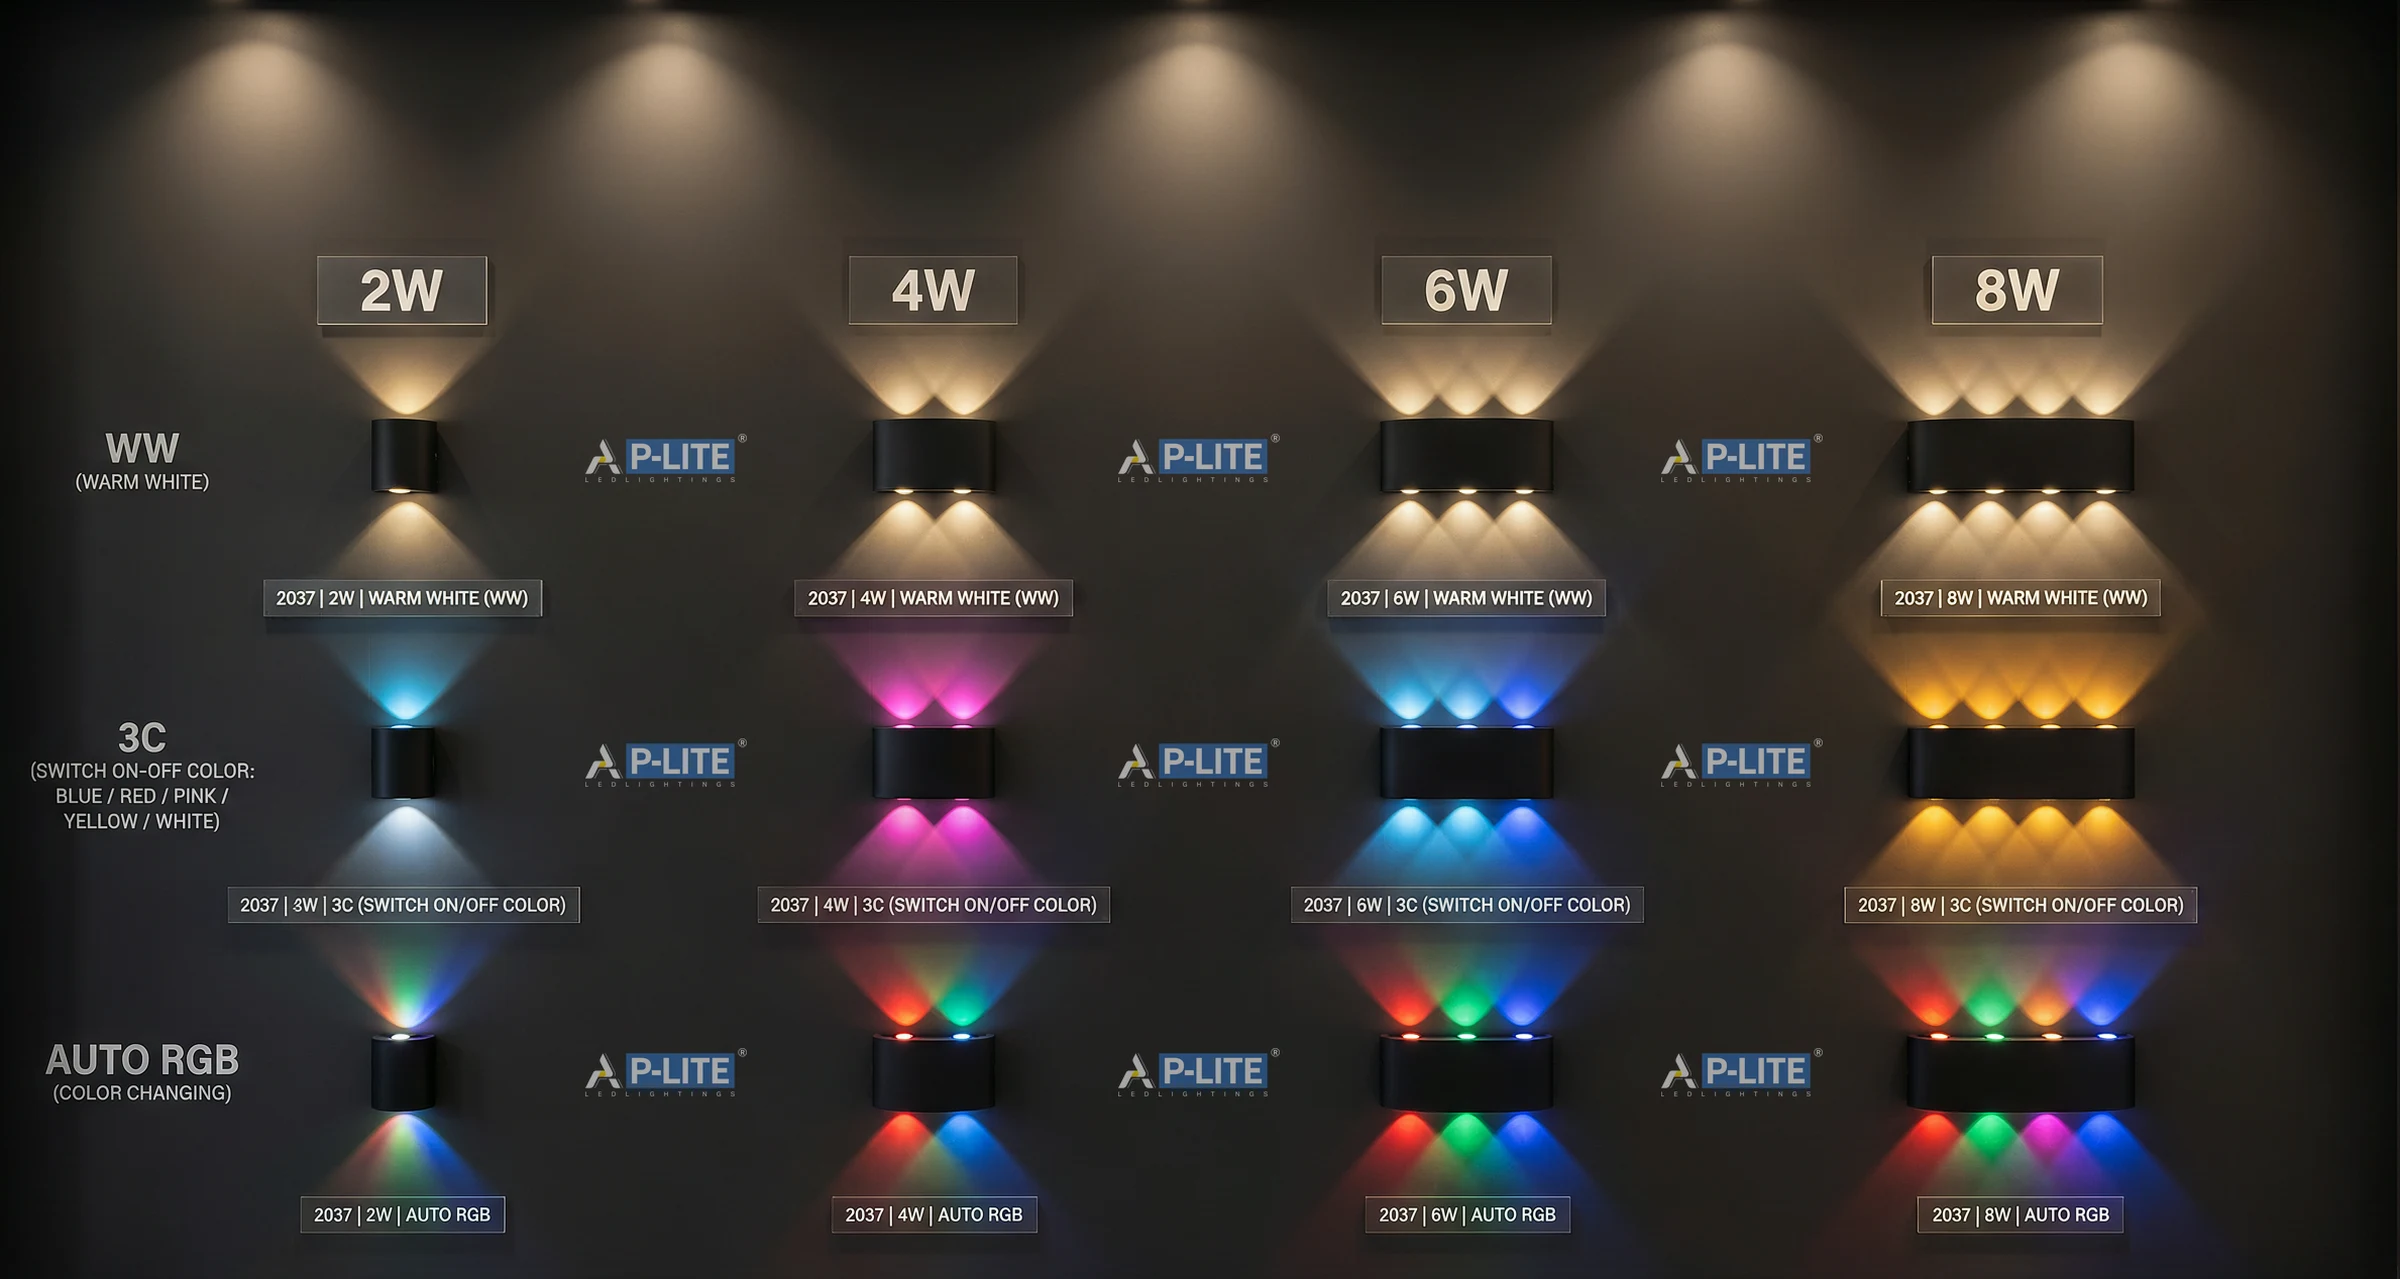 2W
4W
6W
8W
WW
(WARM WHITE)
P-LITE®
LEDLIGHTINGS
P-LITE®
LEDLIGHTINGS
P-LITE®
LEDLIGHTINGS
2037 | 2W | WARM WHITE (WW)
2037 | 4W | WARM WHITE (WW)
2037 | 6W | WARM WHITE (WW)
2037 | 8W | WARM WHITE (WW)
3C
(SWITCH ON-OFF COLOR:
BLUE / RED / PINK /
YELLOW / WHITE)
P-LITE®
LEDLIGHTINGS
P-LITE®
LEDLIGHTINGS
P-LITE®
LEDLIGHTINGS
2037 | 3W | 3C (SWITCH ON/OFF COLOR)
2037 | 4W | 3C (SWITCH ON/OFF COLOR)
2037 | 6W | 3C (SWITCH ON/OFF COLOR)
2037 | 8W | 3C (SWITCH ON/OFF COLOR)
AUTO RGB
(COLOR CHANGING)
P-LITE®
LEDLIGHTINGS
P-LITE®
LEDLIGHTINGS
P-LITE®
LEDLIGHTINGS
2037 | 2W | AUTO RGB
2037 | 4W | AUTO RGB
2037 | 6W | AUTO RGB
2037 | 8W | AUTO RGB